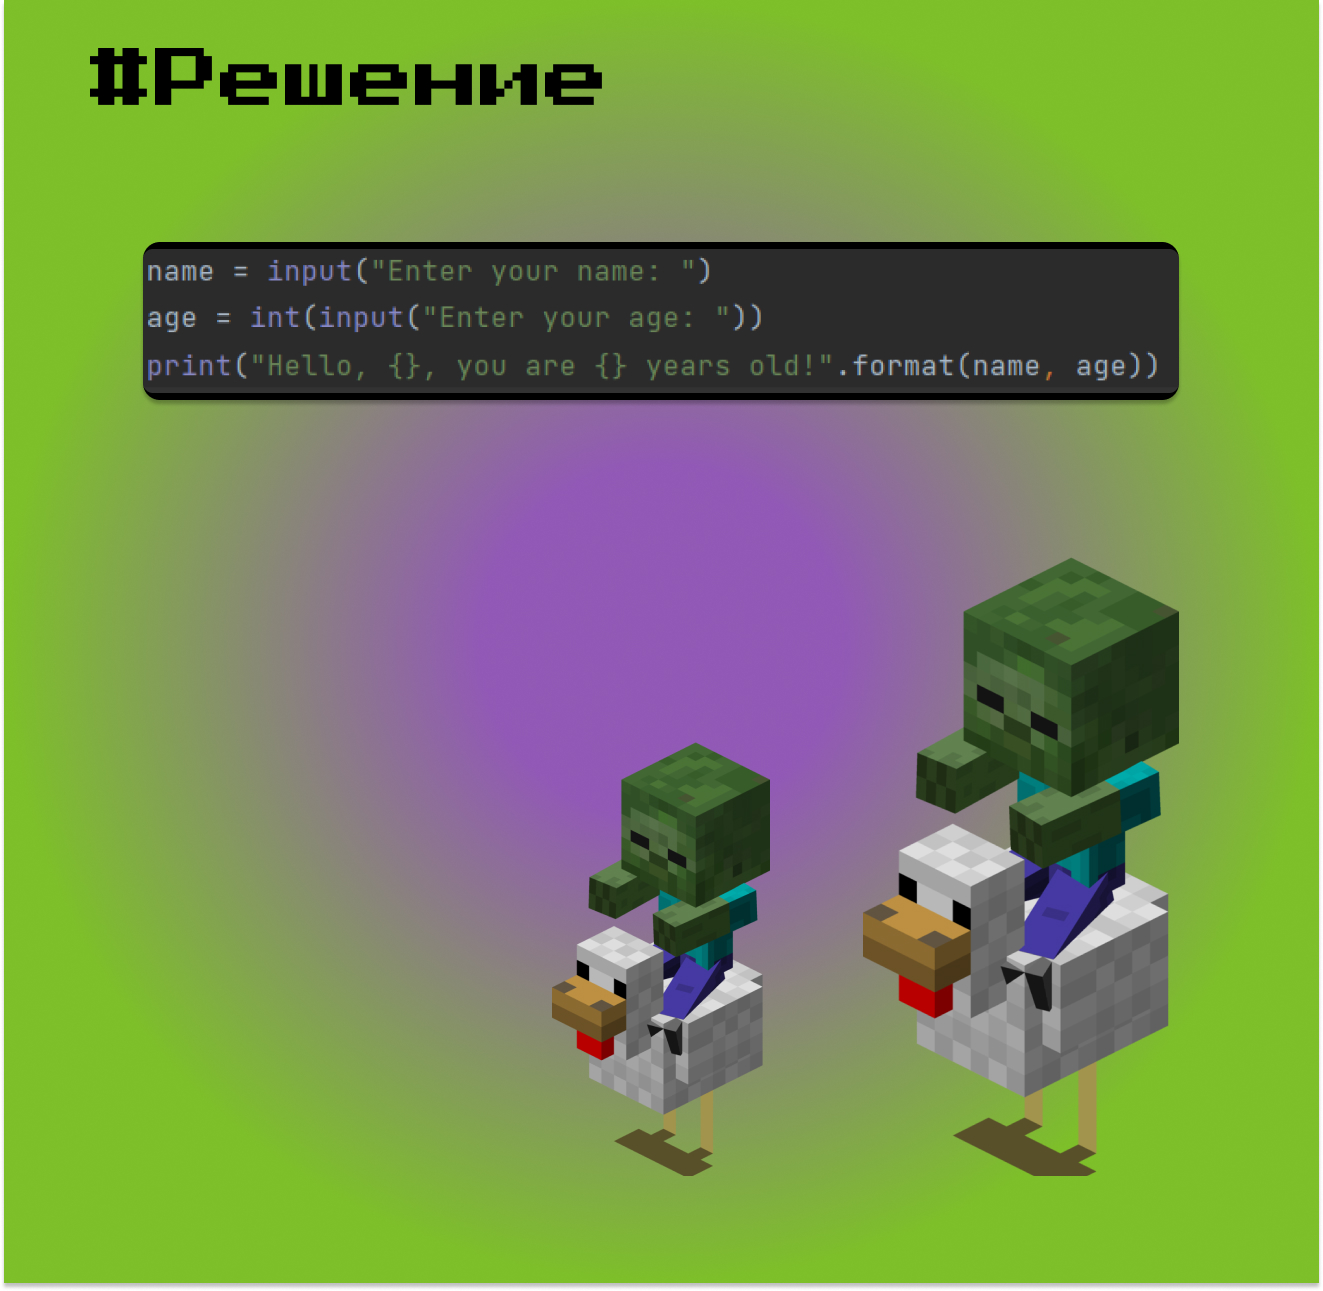 #Решение
name = input("Enter your name: ")
age = int(input("Enter your age: "))
print("Hello, {}, you are {} years old!".format(name, age))